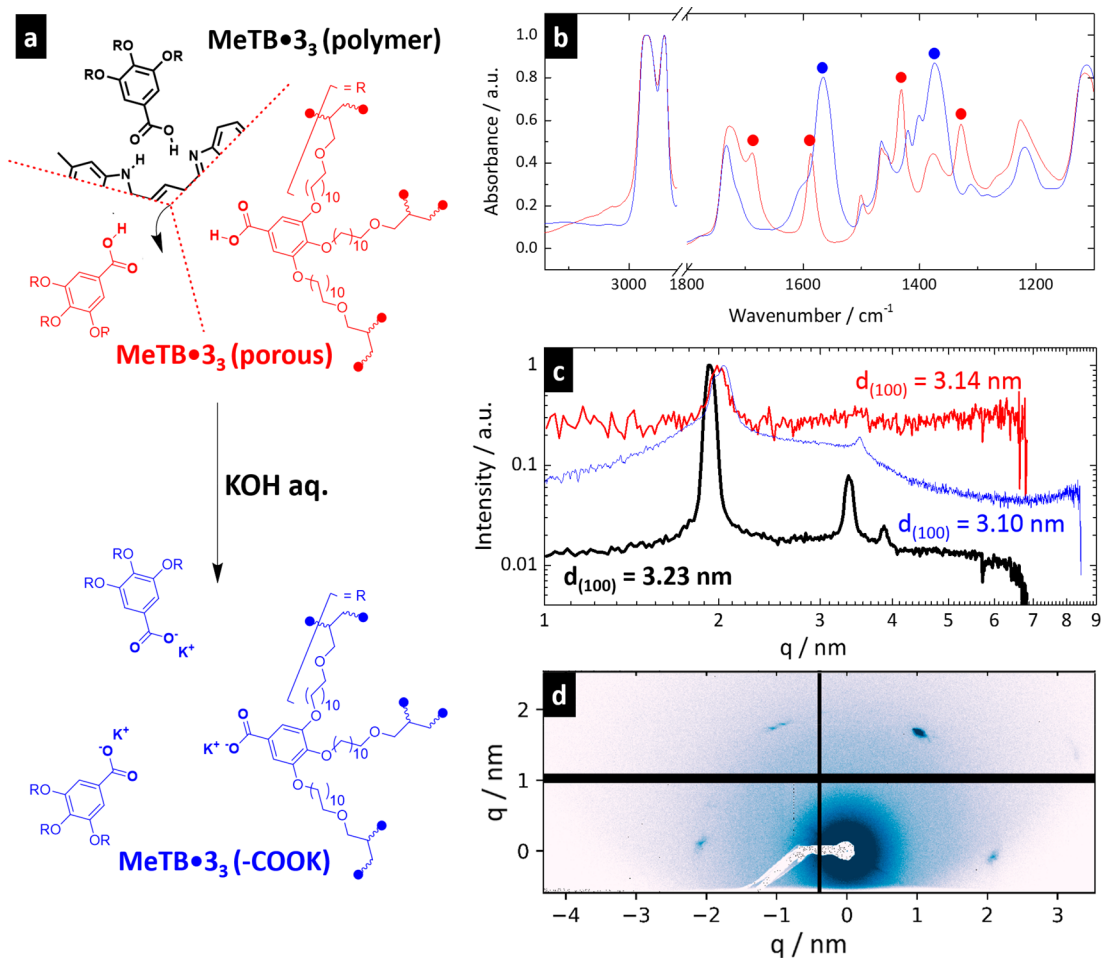 a
MeTB•3₃ (polymer)
OR
RO
RO
O
O
H
H
N
N
= R
O
10
O
H
O
RO
RO
RO
O
H-O
O
O
O
10
O
O
10
O
MeTB•3₃ (porous)
KOH aq.
OR
RO
RO
O
O⁻
K⁺
K⁺
⁻O
O
RO
RO
RO
= R
O
10
O
O
K⁺ ⁻O
O
10
O
O
10
O
MeTB•3₃ (-COOK)
b
Absorbance / a.u.
1.0
0.8
0.6
0.4
0.2
0.0
3000 1800 1600 1400 1200
Wavenumber / cm⁻¹
c
Intensity / a.u.
1
0.1
0.01
d(100) = 3.14 nm
d(100) = 3.10 nm
d(100) = 3.23 nm
1 2 3 4 5 6 7 8 9
q / nm
d
q / nm
2
1
0
−4 −3 −2 −1 0 1 2 3
q / nm